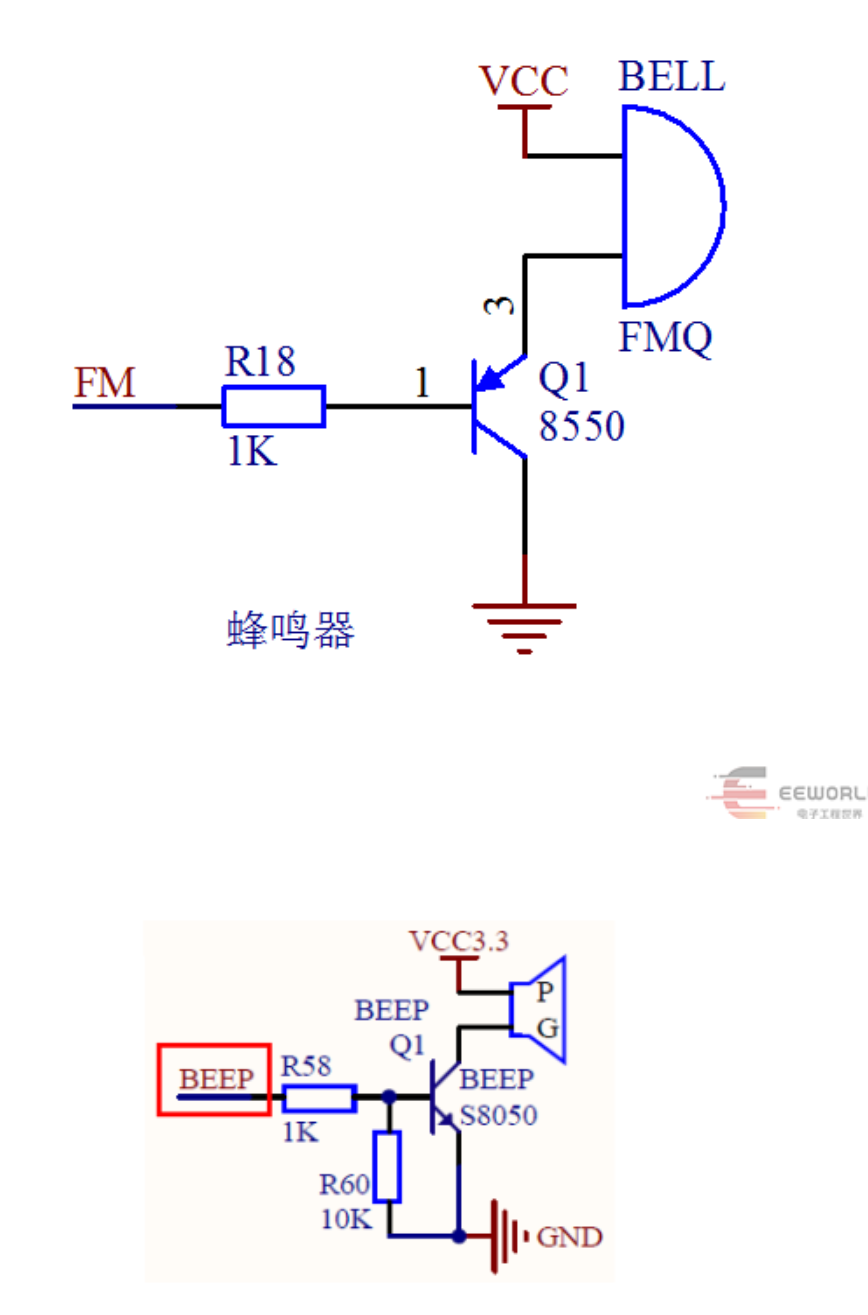 VCC
BELL
3
FMQ
FM
R18
1K
1
Q1
8550
蜂鸣器
EEWORL
电子工程世界
VCC3.3
P
G
BEEP
Q1
BEEP
R58
1K
BEEP
S8050
R60
10K
GND